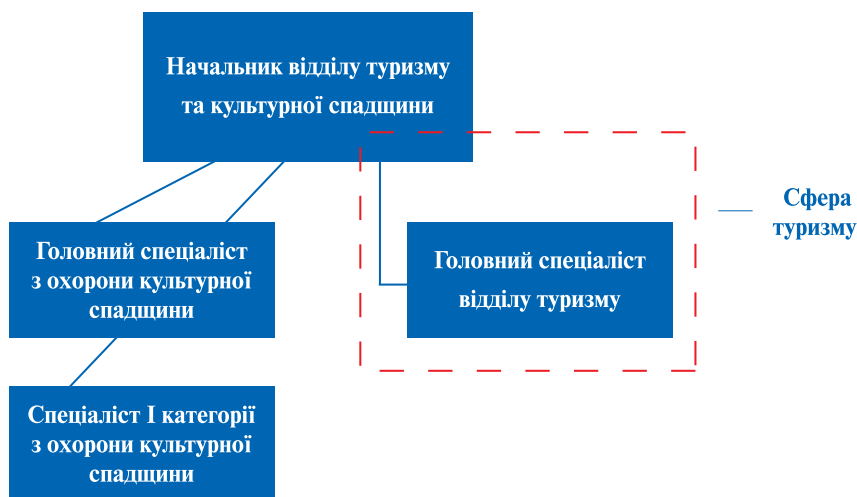 Начальник відділу туризму
та культурної спадщини
Сфера
туризму
Головний спеціаліст
з охорони культурної
спадщини
Головний спеціаліст
відділу туризму
Спеціаліст І категорії
з охорони культурної
спадщини